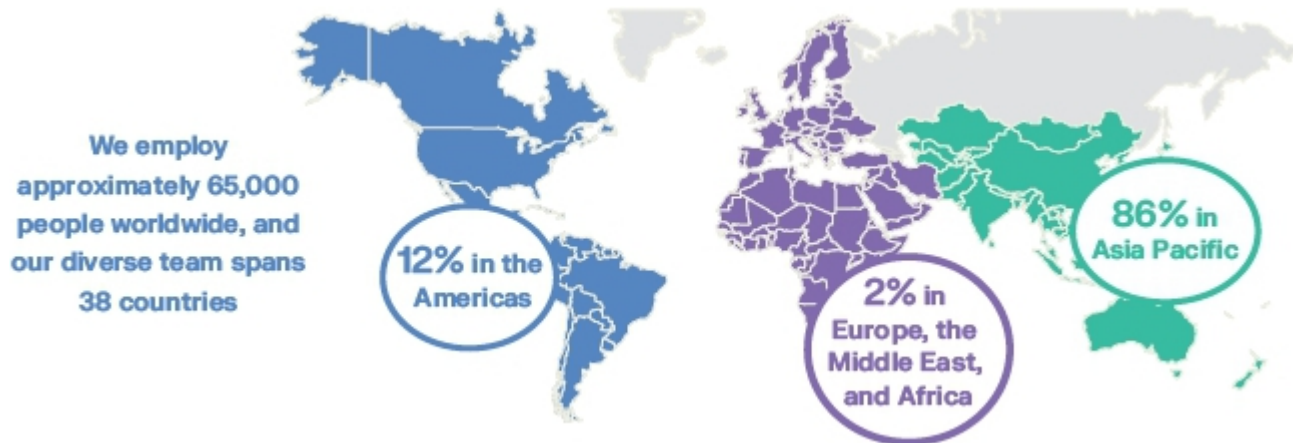 We employ
approximately 65,000
people worldwide, and
our diverse team spans
38 countries
12% in the
Americas
2% in
Europe, the
Middle East,
and Africa
86% in
Asia Pacific